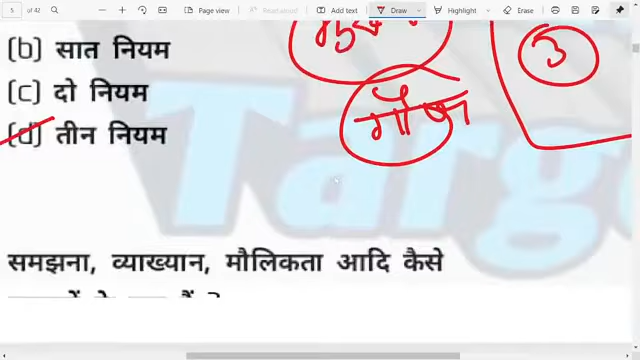 5 of 42
Page view
Read aloud
Add text
Draw
Highlight
Erase
3
(b) सात नियम
(c) दो नियम
गौण
(d) तीन नियम
Targ
समझना, व्याख्यान, मौलिकता आदि कैसे